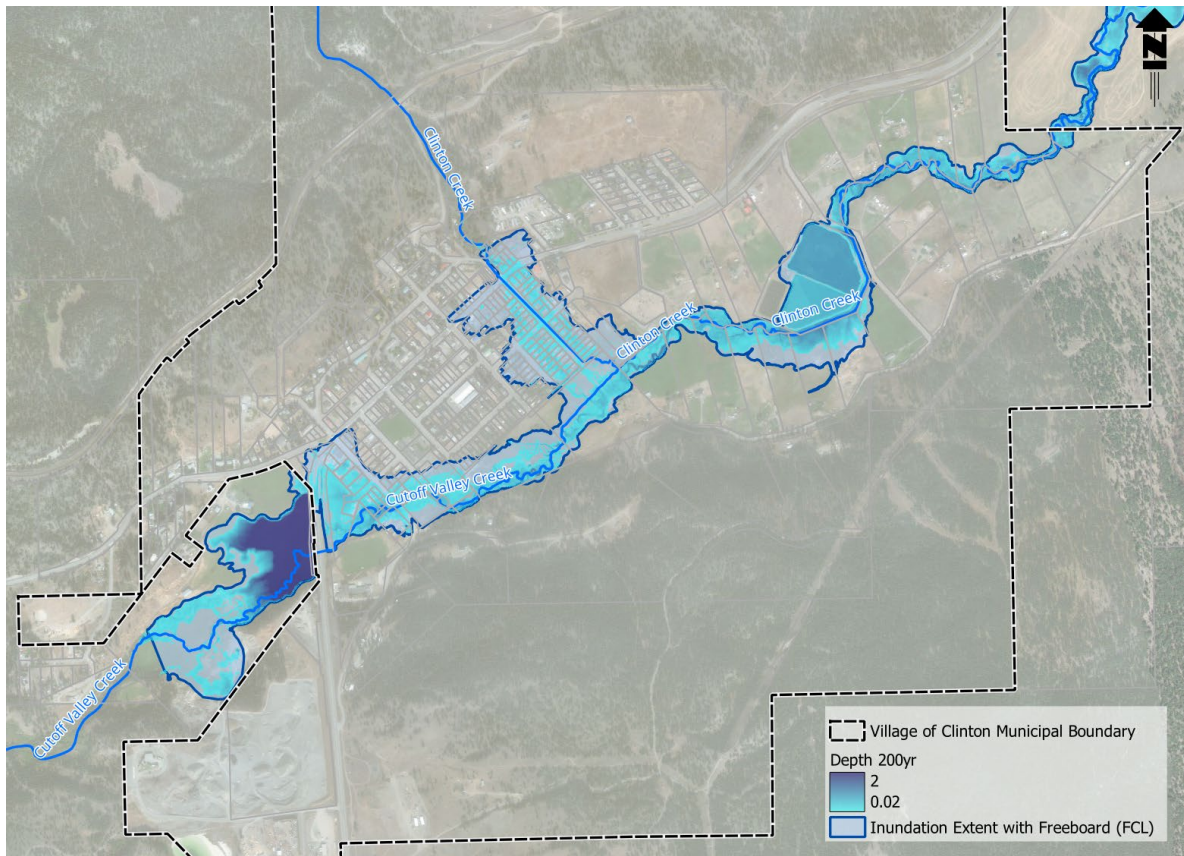 N
Clinton Creek
Clinton Creek
Clinton Creek
Cutoff Valley Creek
Cutoff Valley Creek
Village of Clinton Municipal Boundary
Depth 200yr
2
0.02
Inundation Extent with Freeboard (FCL)